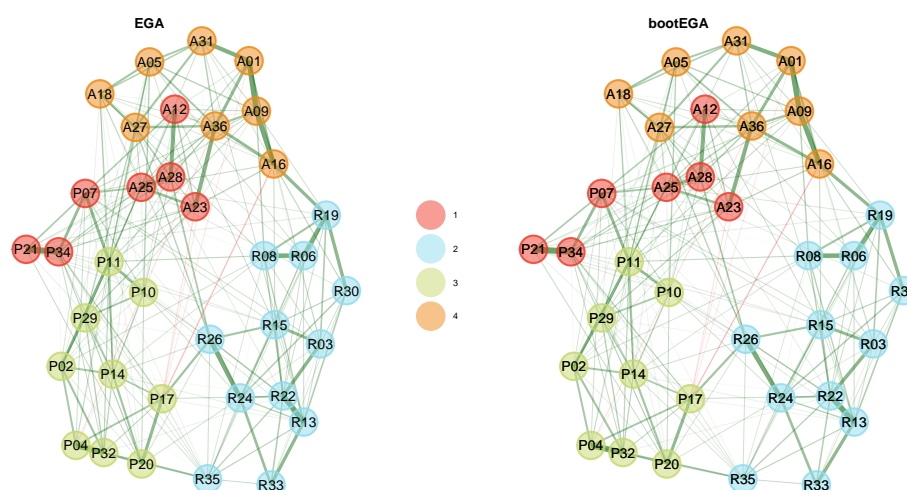 EGA
A31
A05
A01
A18
A12
A09
A27
A36
A16
A28
A25
P07
A23
R19
P21
P34
P11
R08
R06
P10
R30
P29
R15
R26
R03
P02
P14
P17
R24
R22
R13
P04
P32
P20
R35
R33
1
2
3
4
bootEGA
A31
A05
A01
A18
A12
A09
A27
A36
A16
A28
A25
P07
A23
R19
P21
P34
P11
R08
R06
P10
P29
R15
R26
R03
P02
P14
P17
R24
R22
R13
P04
P32
P20
R35
R33